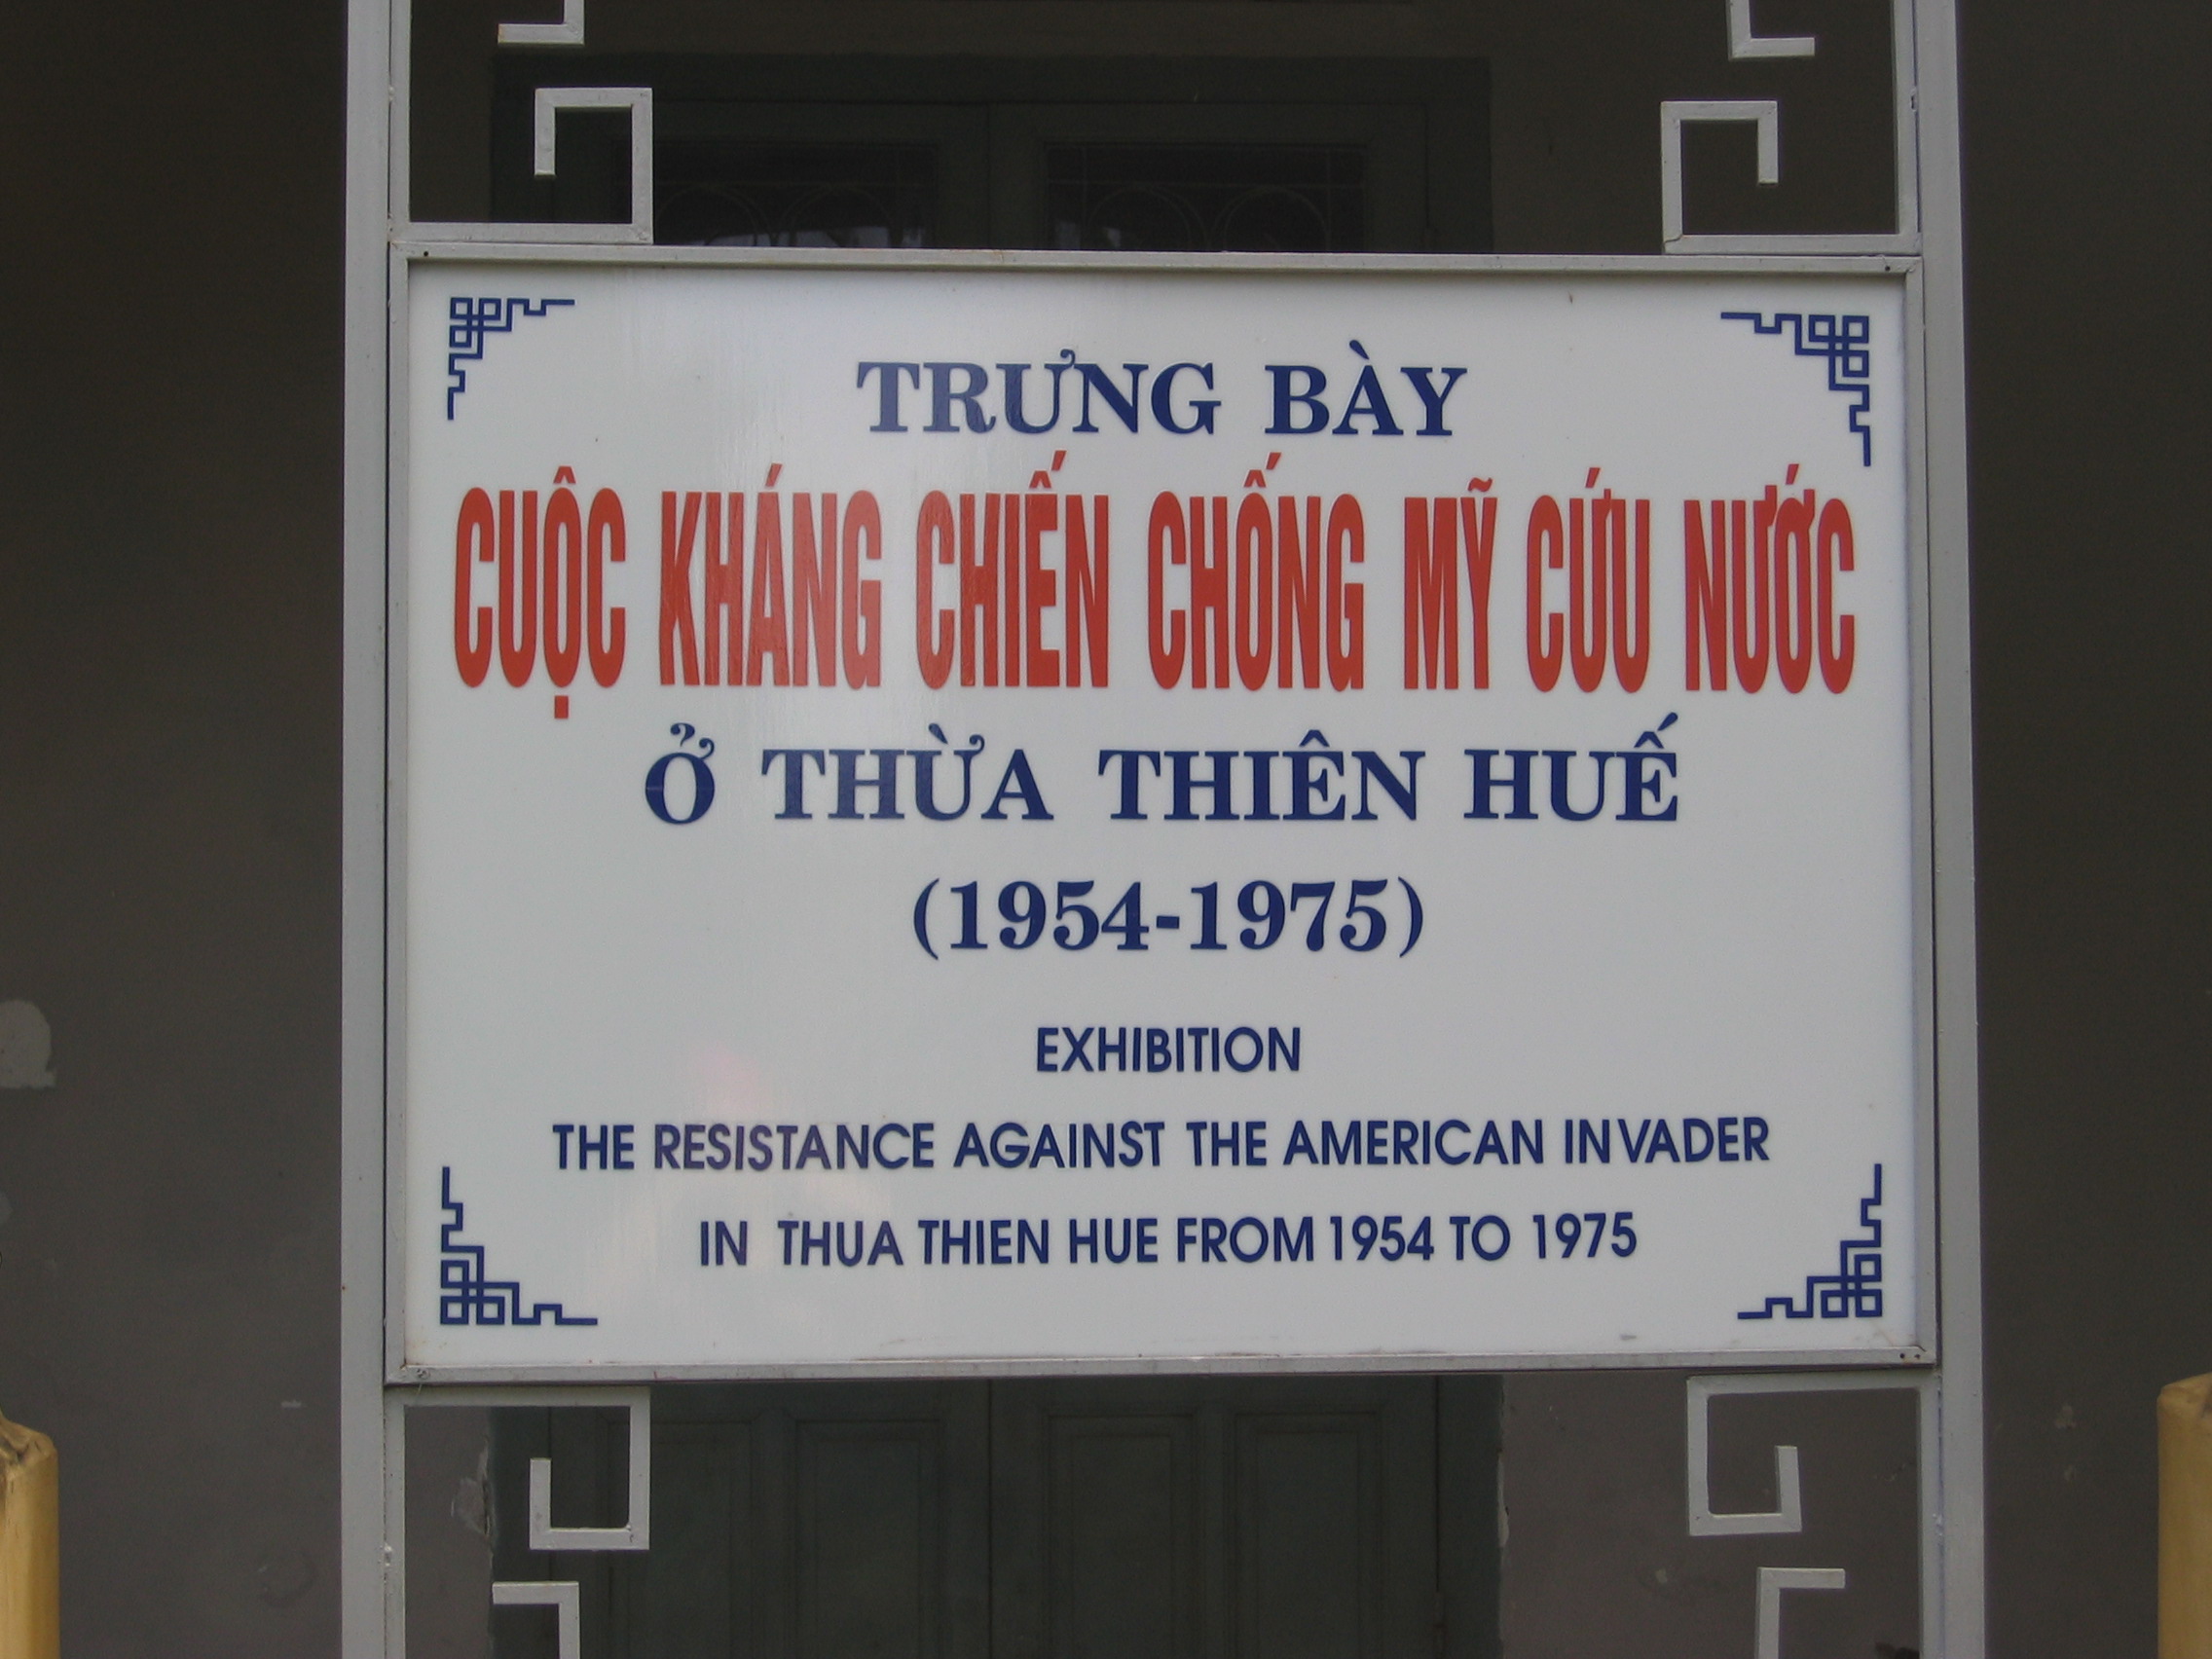 TRƯNG BÀY
CUỘC KHÁNG CHIẾN CHỐNG MỸ CỨU NƯỚC
Ở THỪA THIÊN HUẾ
(1954-1975)
EXHIBITION
THE RESISTANCE AGAINST THE AMERICAN INVADER
IN THUA THIEN HUE FROM 1954 TO 1975